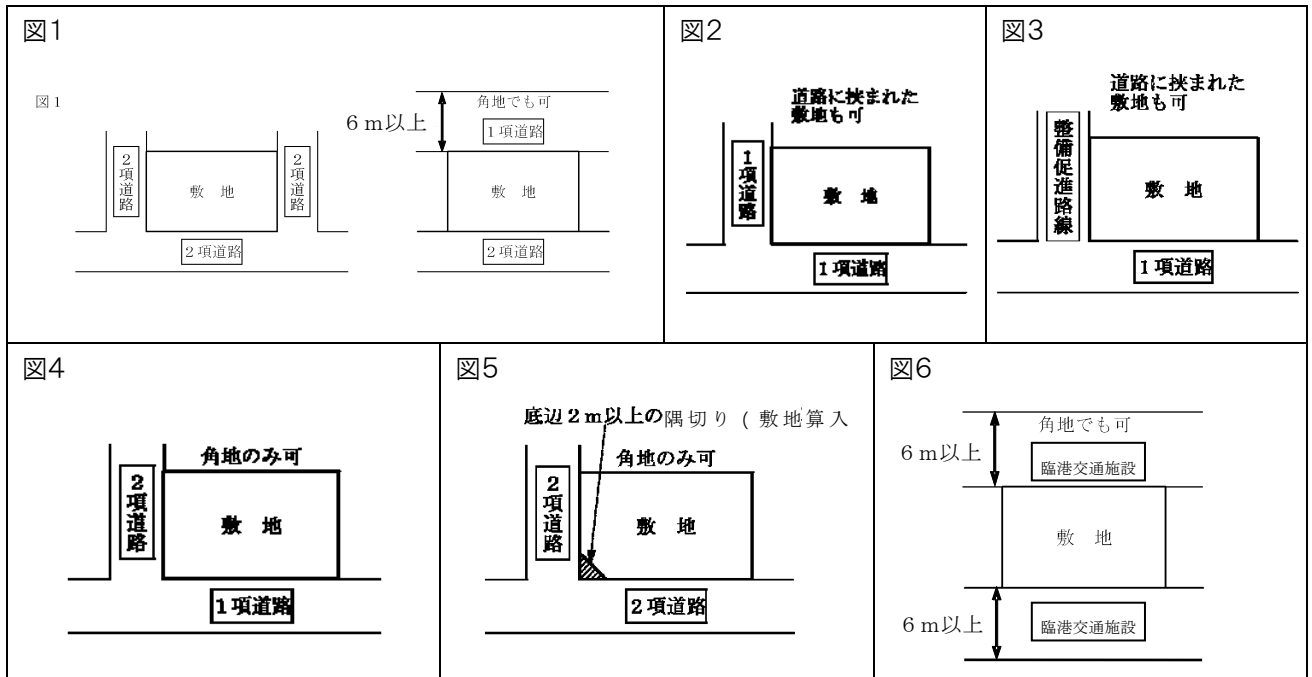 図1
図1
2項道路
敷 地
2項道路
2項道路
6m以上
角地でも可
1項道路
敷 地
2項道路
図2
道路に挟まれた
敷地も可
1項道路
敷 地
1項道路
図3
道路に挟まれた
敷地も可
整備促進路線
敷 地
1項道路
図4
角地のみ可
2項道路
敷 地
1項道路
図5
底辺2m以上の隅切り(敷地算入
角地のみ可
2項道路
敷 地
2項道路
図6
角地でも可
6m以上
臨港交通施設
敷 地
6m以上
臨港交通施設